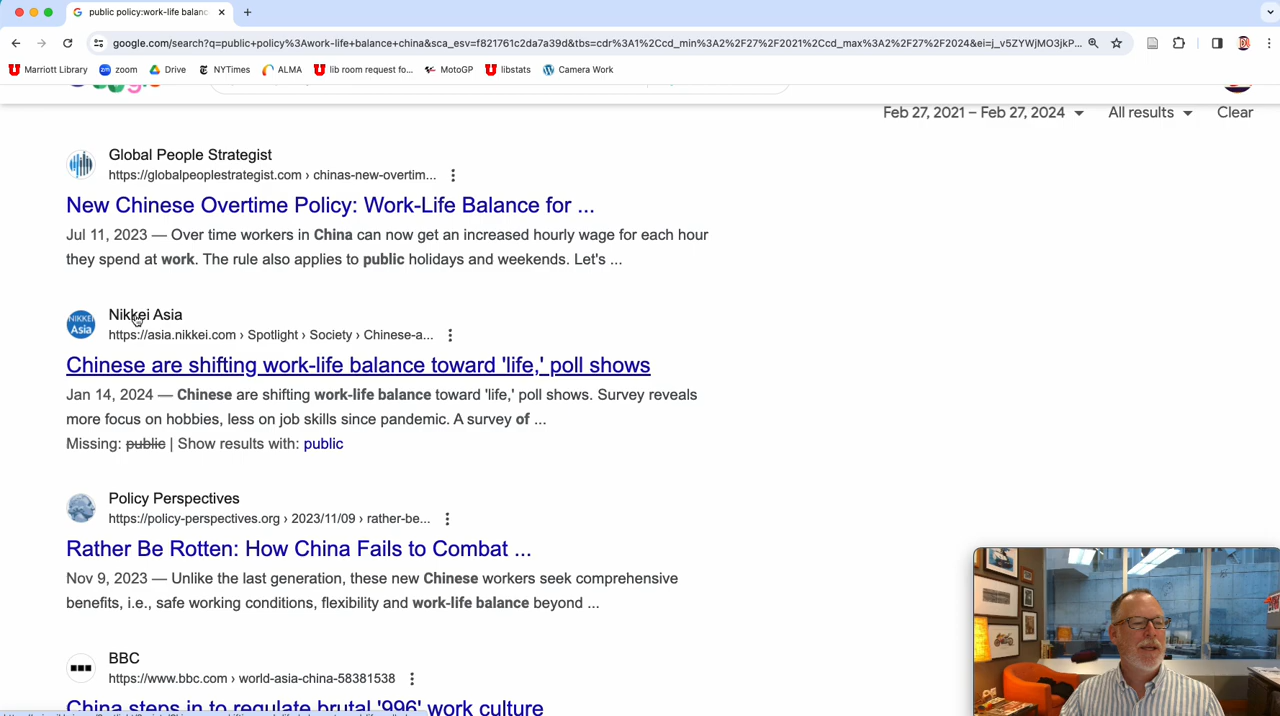 public policy:work-life balanc
google.com/search?q=public+policy%3Awork-life+balance+china&sca_esv=f821761c2da7a39d&tbs=cdr%3A1%2Ccd_min%3A2%2F27%2F2021%2Ccd_max%3A2%2F27%2F2024&ei=j_v5ZYWjMO3jkP...
Marriott Library zoom Drive NYTimes ALMA lib room request fo... MotoGP libstats Camera Work
Feb 27, 2021 – Feb 27, 2024 All results Clear
Global People Strategist
https://globalpeoplestrategist.com › chinas-new-overtim...
New Chinese Overtime Policy: Work-Life Balance for ...
Jul 11, 2023 — Over time workers in China can now get an increased hourly wage for each hour
they spend at work. The rule also applies to public holidays and weekends. Let's ...
NIKKEI Asia
Nikkei Asia
https://asia.nikkei.com › Spotlight › Society › Chinese-a...
Chinese are shifting work-life balance toward 'life,' poll shows
Jan 14, 2024 — Chinese are shifting work-life balance toward 'life,' poll shows. Survey reveals
more focus on hobbies, less on job skills since pandemic. A survey of ...
Missing: public | Show results with: public
Policy Perspectives
https://policy-perspectives.org › 2023/11/09 › rather-be...
Rather Be Rotten: How China Fails to Combat ...
Nov 9, 2023 — Unlike the last generation, these new Chinese workers seek comprehensive
benefits, i.e., safe working conditions, flexibility and work-life balance beyond ...
BBC
https://www.bbc.com › world-asia-china-58381538
China steps in to regulate brutal '996' work culture